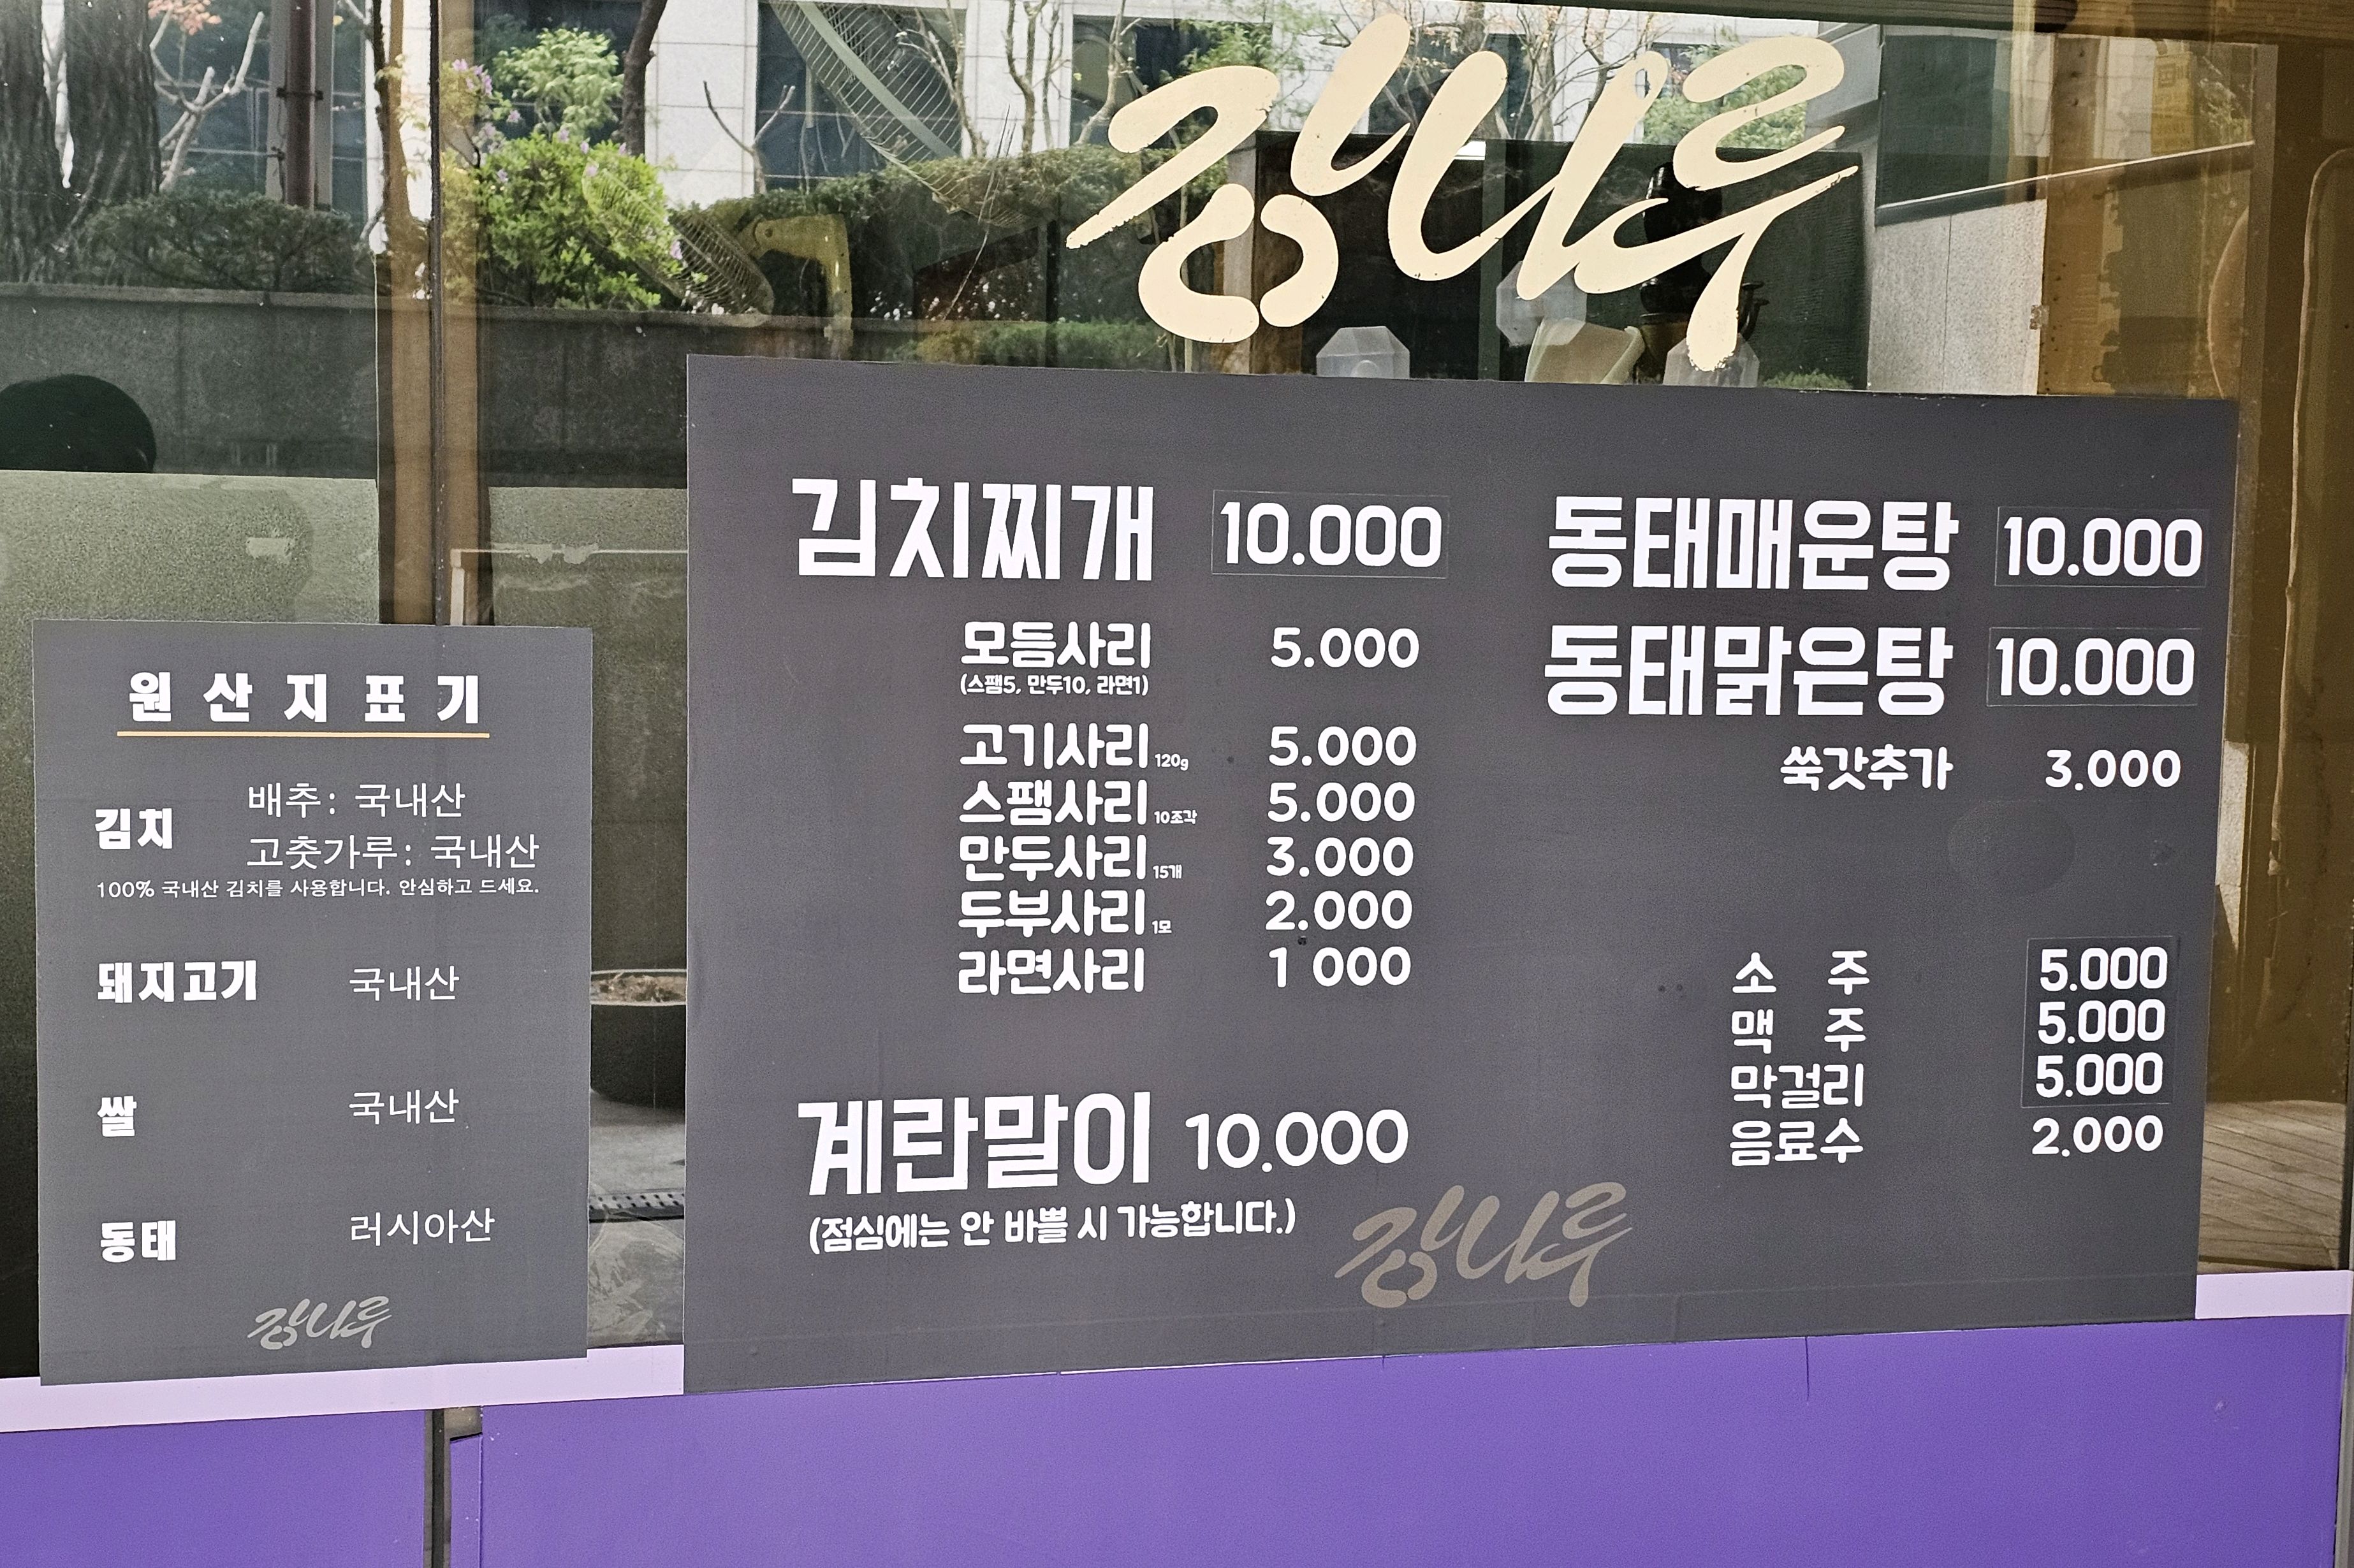 강나루
김치찌개 10.000
모듬사리 5.000
(스팸5, 만두10, 라면1)
고기사리 120g 5.000
스팸사리 10조각 5.000
만두사리 15개 3.000
두부사리 1모 2.000
라면사리 1 000
계란말이 10.000
(점심에는 안 바쁠 시 가능합니다.)
동태매운탕 10.000
동태맑은탕 10.000
쑥갓추가 3.000
소 주 5.000
맥 주 5.000
막걸리 5.000
음료수 2.000
강나루
원산지표기
김치 배추: 국내산
고춧가루: 국내산
100% 국내산 김치를 사용합니다. 안심하고 드세요.
돼지고기 국내산
쌀 국내산
동태 러시아산
강나루